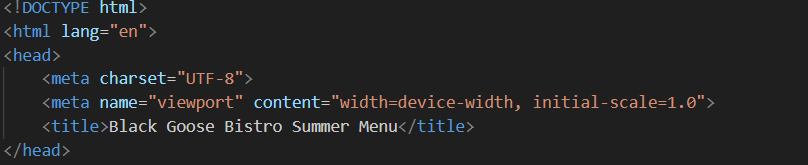 <!DOCTYPE html>
<html lang="en">
<head>
    <meta charset="UTF-8">
    <meta name="viewport" content="width=device-width, initial-scale=1.0">
    <title>Black Goose Bistro Summer Menu</title>
</head>